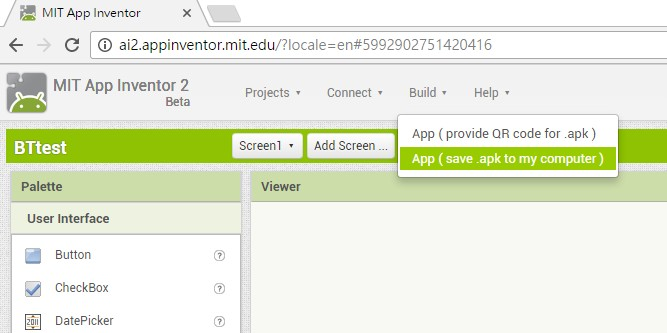 MIT App Inventor
ai2.appinventor.mit.edu/?locale=en#5992902751420416
MIT App Inventor 2
Beta
Projects Connect Build Help
App ( provide QR code for .apk )
App ( save .apk to my computer )
BTtest
Screen1 Add Screen ...
Palette
Viewer
User Interface
Button ?
CheckBox ?
2011
DatePicker ?